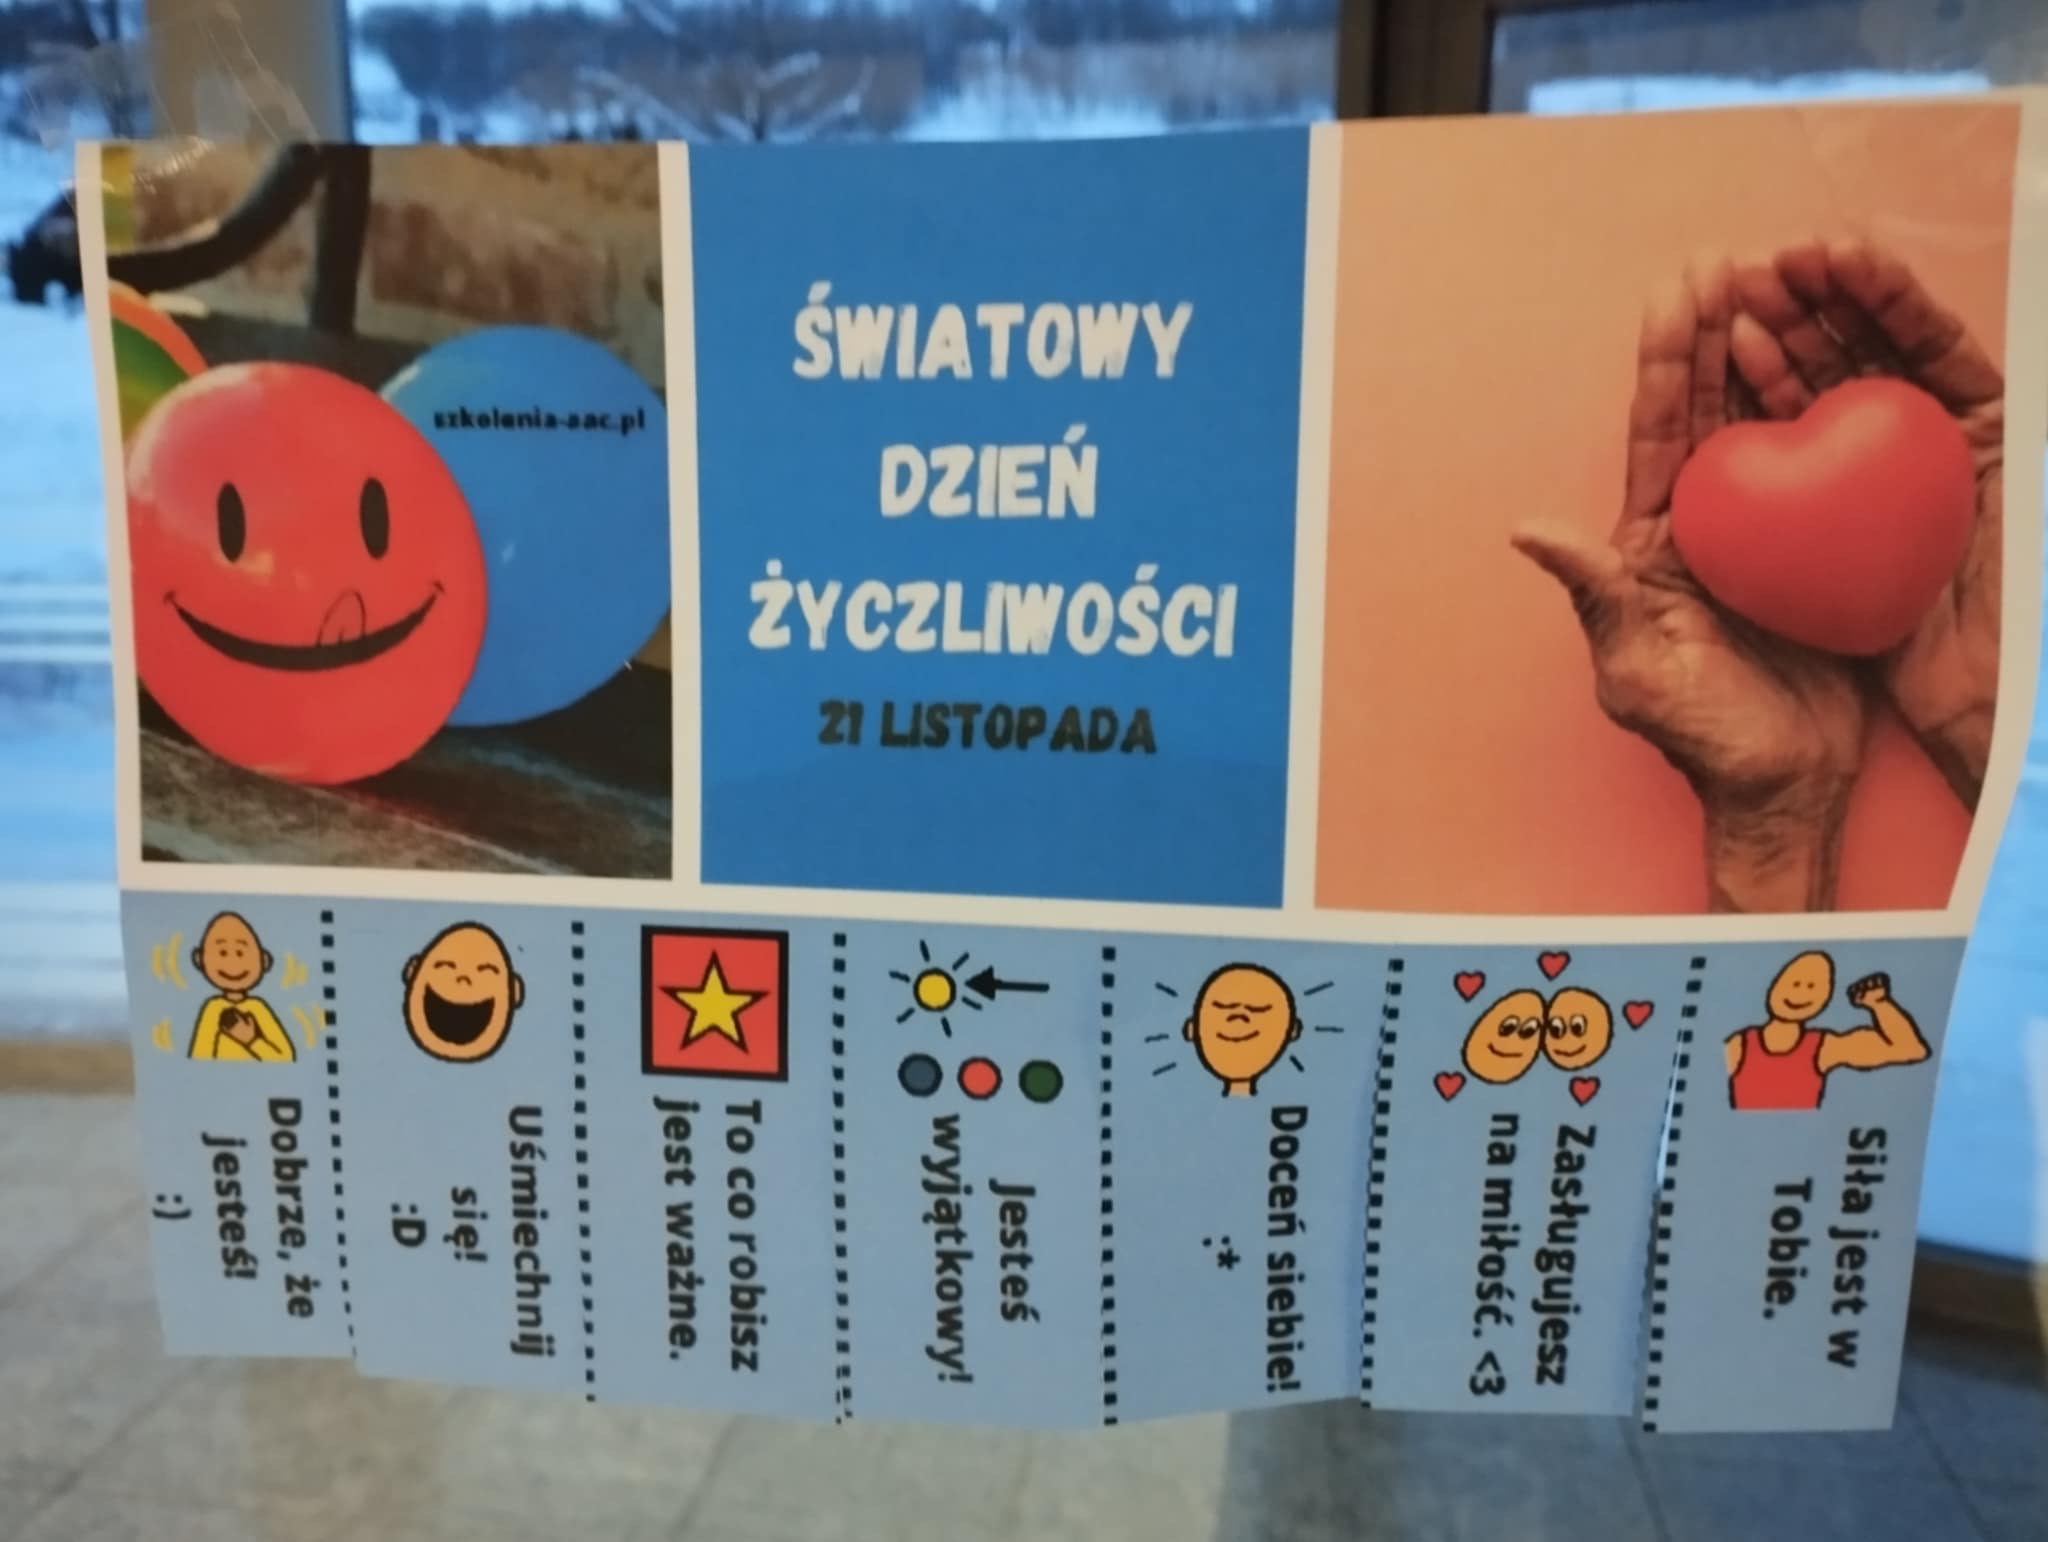 szkolenia-aac.pl
ŚWIATOWY
DZIEŃ
ŻYCZLIWOŚCI
21 LISTOPADA
Dobrze, że
jesteś!
:)
Uśmiechnij
się!
:D
To co robisz
jest ważne.
Jesteś
wyjątkowy!
Doceń siebie!
:*
Zasługujesz
na miłość. <3
Siła jest w
Tobie.